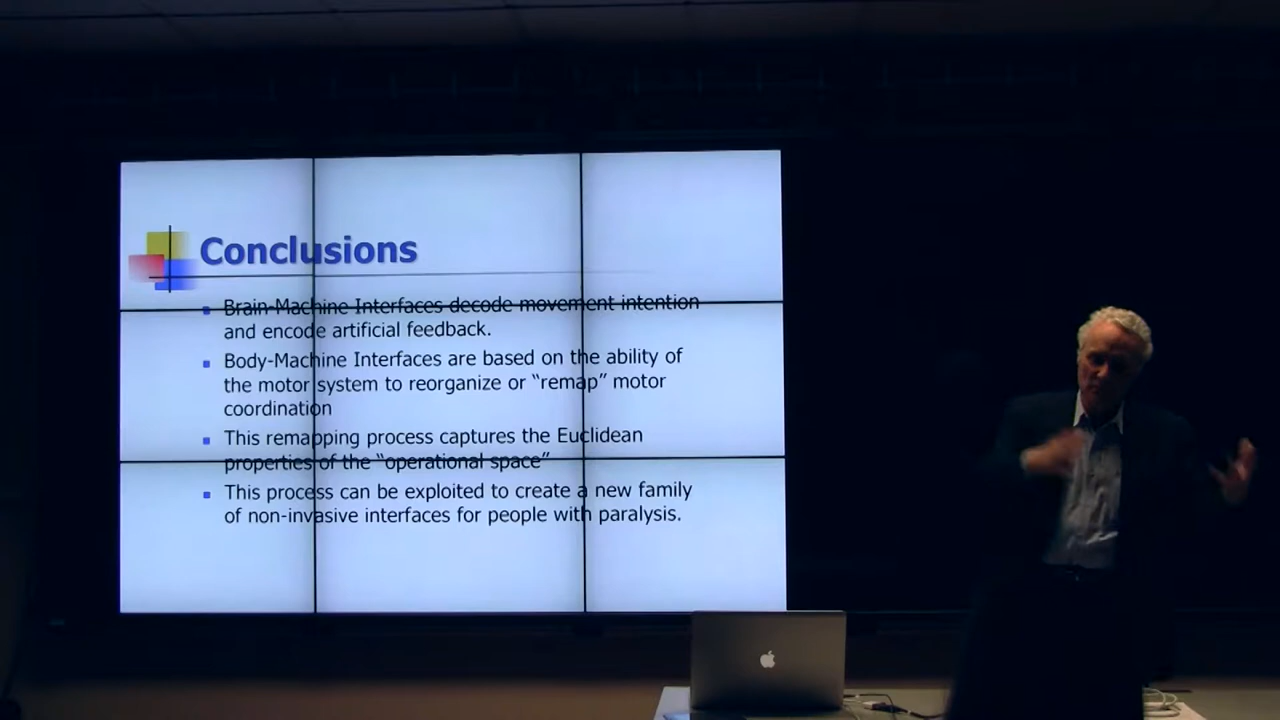 Conclusions
Brain-Machine Interfaces decode movement intention
and encode artificial feedback.
Body-Machine Interfaces are based on the ability of
the motor system to reorganize or “remap” motor
coordination
This remapping process captures the Euclidean
properties of the “operational space”
This process can be exploited to create a new family
of non-invasive interfaces for people with paralysis.